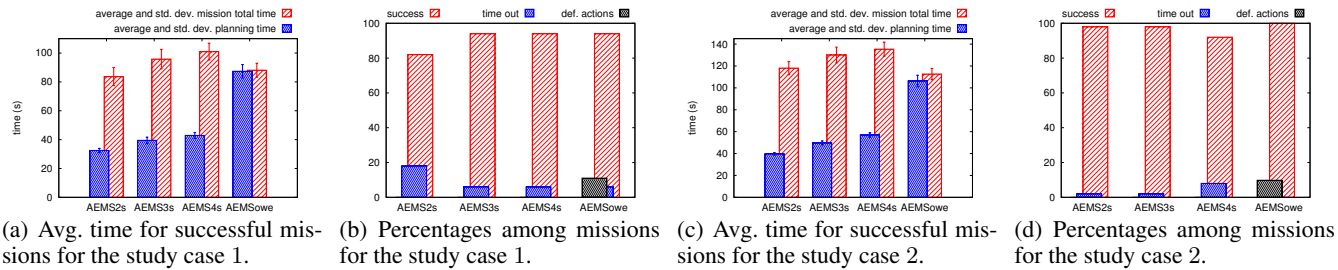 average and std. dev. mission total time
average and std. dev. planning time
time (s)
100
80
60
40
20
0
AEMS2s AEMS3s AEMS4s AEMSowe
(a) Avg. time for successful mis-
sions for the study case 1.
success time out def. actions
100
80
60
40
20
0
AEMS2s AEMS3s AEMS4s AEMSowe
(b) Percentages among missions
for the study case 1.
average and std. dev. mission total time
average and std. dev. planning time
time (s)
140
120
100
80
60
40
20
0
AEMS2s AEMS3s AEMS4s AEMSowe
(c) Avg. time for successful mis-
sions for the study case 2.
success time out def. actions
100
80
60
40
20
0
AEMS2s AEMS3s AEMS4s AEMSowe
(d) Percentages among missions
for the study case 2.